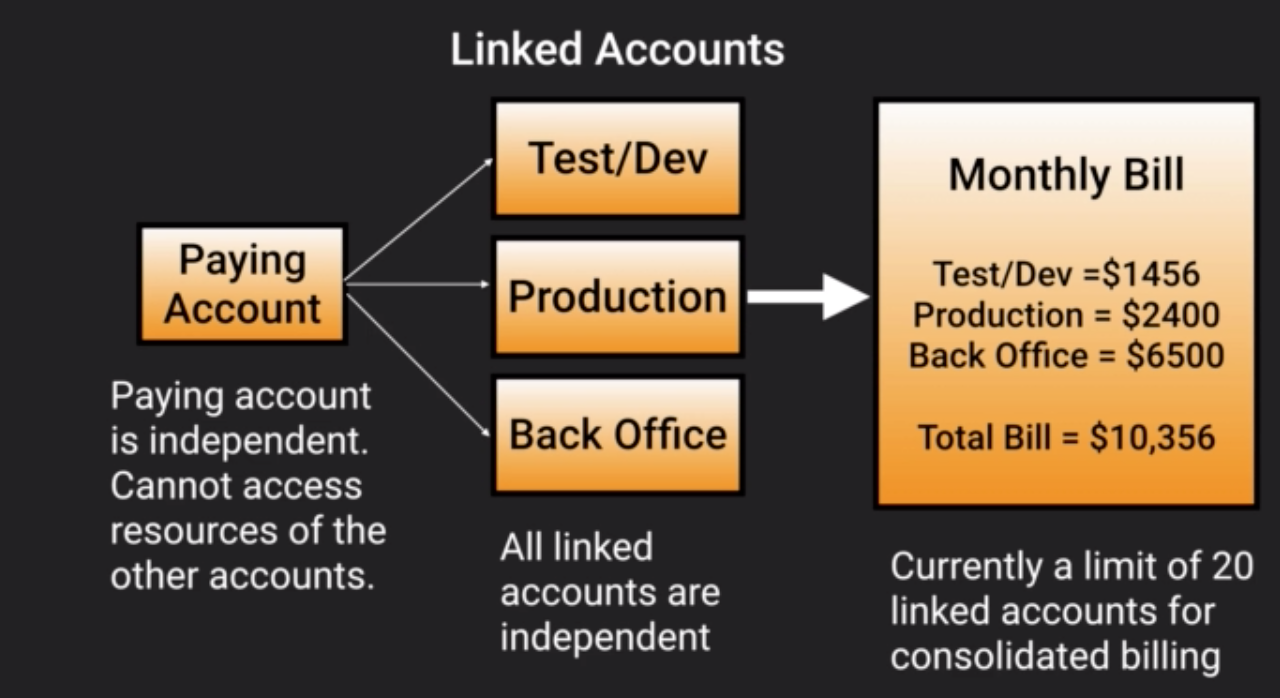 Linked Accounts
Paying
Account
Paying account
is independent.
Cannot access
resources of the
other accounts.
Test/Dev
Production
Back Office
All linked
accounts are
independent
Monthly Bill
Test/Dev =$1456
Production = $2400
Back Office = $6500
Total Bill = $10,356
Currently a limit of 20
linked accounts for
consolidated billing